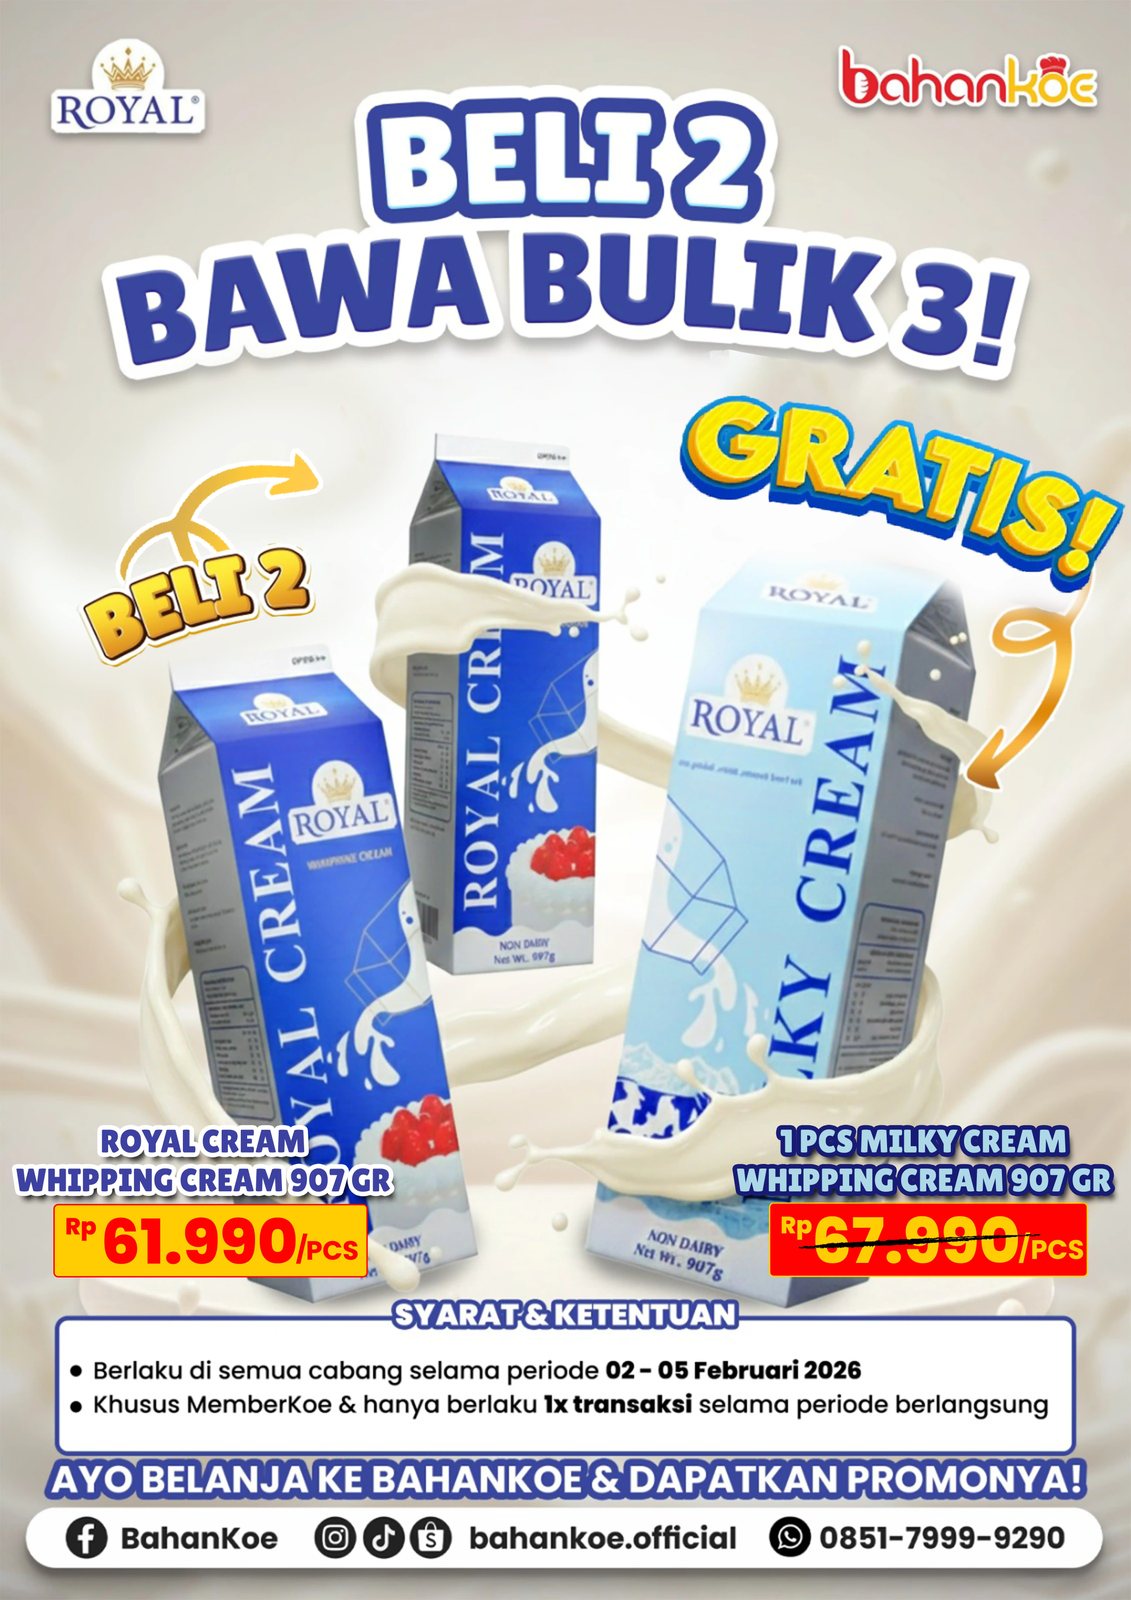 ROYAL®
bahankoe
BELI 2
BAWA BULIK 3!
GRATIS!
BELI 2
ROYAL
ROYAL
ROYAL CREAM
NON DAIRY
Net Wt. 907g
ROYAL
ROYAL
ROYAL CREAM
WHIPPING CREAM
ROYAL
ROYAL
LKY CREAM
NON DAIRY
Net Wt. 907g
ROYAL CREAM
WHIPPING CREAM 907 GR
Rp 61.990/PCS
1 PCS MILKY CREAM
WHIPPING CREAM 907 GR
Rp 67.990/PCS
SYARAT & KETENTUAN
• Berlaku di semua cabang selama periode 02 - 05 Februari 2026
• Khusus MemberKoe & hanya berlaku 1x transaksi selama periode berlangsung
AYO BELANJA KE BAHANKOE & DAPATKAN PROMONYA!
BahanKoe bahankoe.official 0851-7999-9290